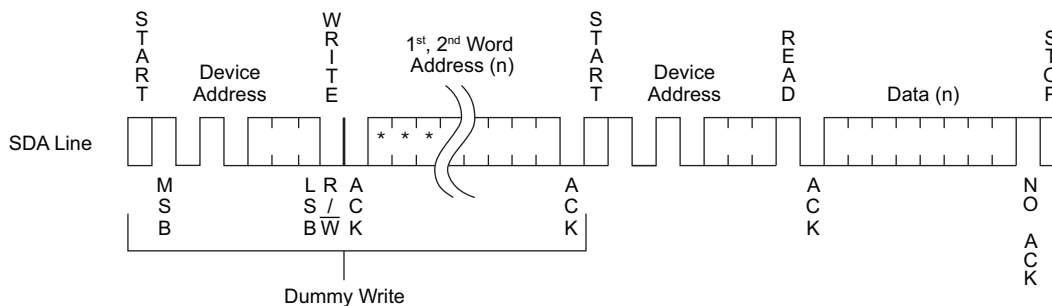 START
WRITE
1st, 2nd Word
Address (n)
START
READ
STOP
Device
Address
Device
Address
Data (n)
SDA Line
* * *
MSB
LSB
R/W
ACK
ACK
ACK
NO ACK
Dummy Write